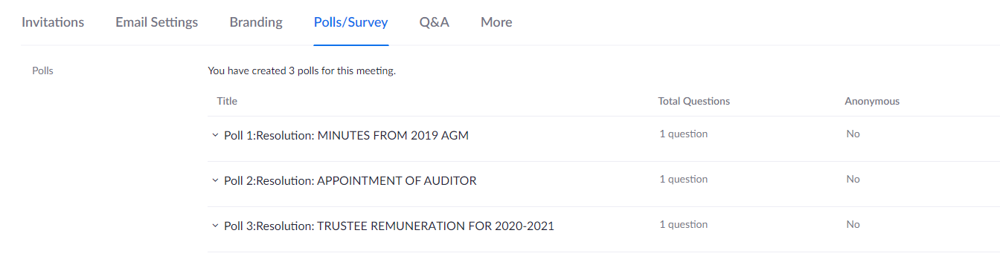 Invitations Email Settings Branding Polls/Survey Q&A More
Polls You have created 3 polls for this meeting.
Title Total Questions Anonymous
Poll 1:Resolution: MINUTES FROM 2019 AGM 1 question No
Poll 2:Resolution: APPOINTMENT OF AUDITOR 1 question No
Poll 3:Resolution: TRUSTEE REMUNERATION FOR 2020-2021 1 question No